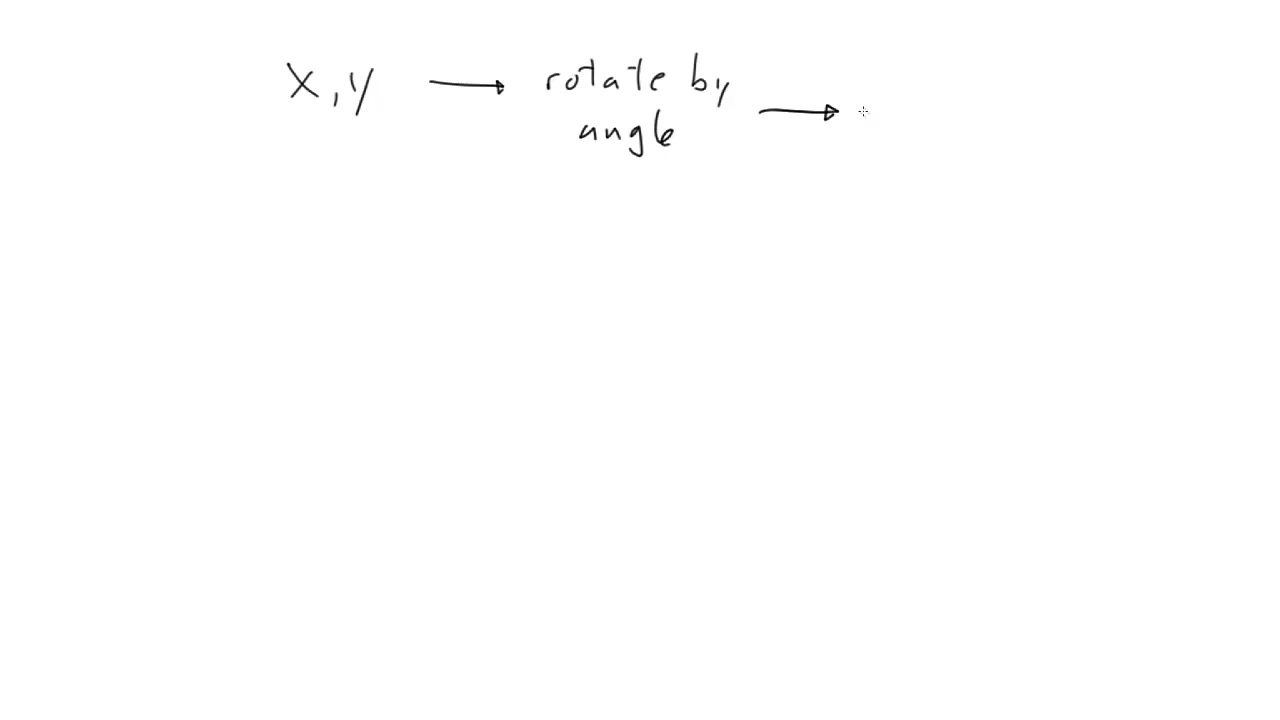 X, y → rotate by →
angle